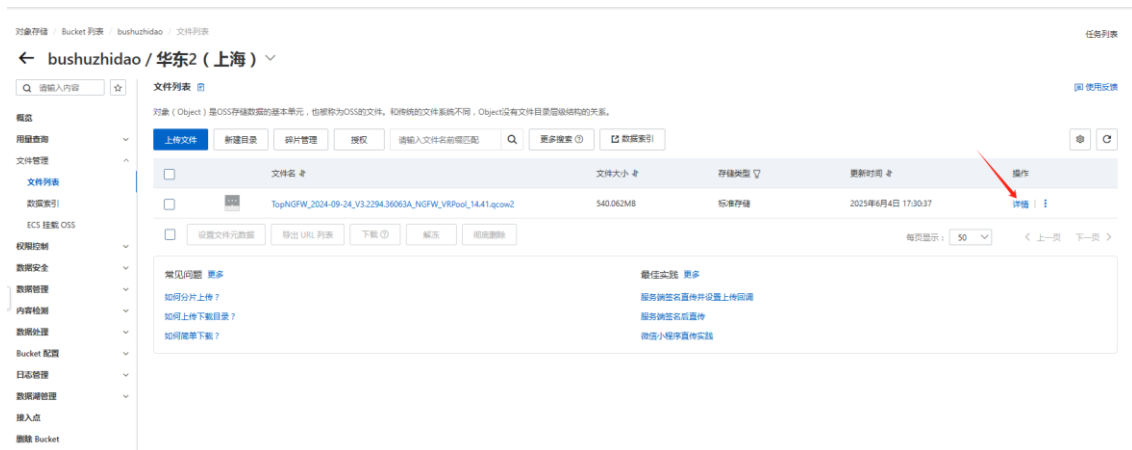 对象存储 / Bucket 列表 / bushuzhidao / 文件列表
任务列表
← bushuzhidao / 华东2（上海）
请输入内容
文件列表
使用反馈
对象（Object）是OSS存储数据的基本单元，也被称为OSS的文件。和传统的文件系统不同，Object没有文件目录层级结构的关系。
概览
用量查询
文件管理
文件列表
数据索引
ECS 挂载 OSS
权限控制
数据安全
数据管理
内容检测
数据处理
Bucket 配置
日志管理
数据湖管理
接入点
删除 Bucket
上传文件 新建目录 碎片管理 授权 请输入文件名前缀匹配 更多搜索 数据索引
文件名 文件大小 存储类型 更新时间 操作
TopNGFW_2024-09-24_V3.2294.36063A_NGFW_VRPool_14.41.qcow2 540.062MB 标准存储 2025年6月4日 17:30:37 详情
设置文件元数据 导出 URL 列表 下载 解冻 彻底删除
每页显示： 50 上一页 下一页
常见问题 更多
如何分片上传？
如何上传下载目录？
如何简单下载？
最佳实践 更多
服务端签名直传并设置上传回调
服务端签名后直传
微信小程序直传实践